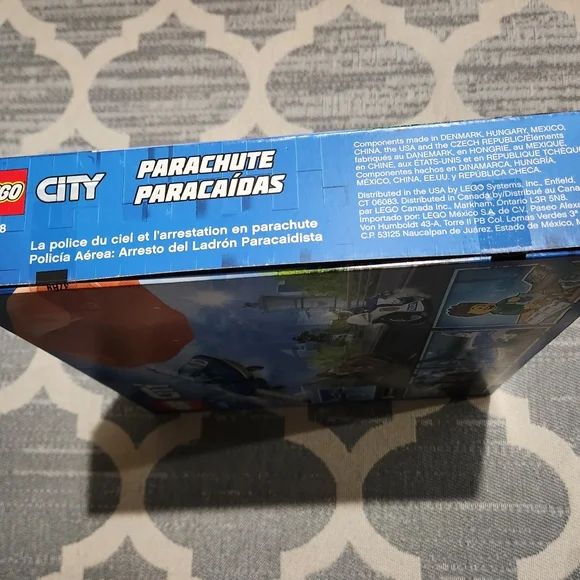 LEGO
CITY
PARACHUTE
PARACAÍDAS
8
La police du ciel et l'arrestation en parachute
Policía Aérea: Arresto del Ladrón Paracaidista
Components made in DENMARK, HUNGARY, MEXICO,
CHINA, the USA and the CZECH REPUBLIC/Éléments
fabriqués au DANEMARK, en HONGRIE, au MEXIQUE,
en CHINE, aux ÉTATS-UNIS et en RÉPUBLIQUE TCHÈQUE
Componentes hechos en DINAMARCA, HUNGRÍA,
MÉXICO, CHINA, EE.UU. y REPÚBLICA CHECA.
Distributed in the USA by LEGO Systems, Inc., Enfield,
CT 06083. Distributed in Canada by/Distribué au Canada
par LEGO Canada Inc., Markham, Ontario L3R 5N8.
Importado por: LEGO México S.A. de C.V. Paseo
Von Humboldt 43-A. Torre II PB Col. Lomas Verdes 3ª
C.P. 53125 Naucalpan de Juárez. Estado de México,